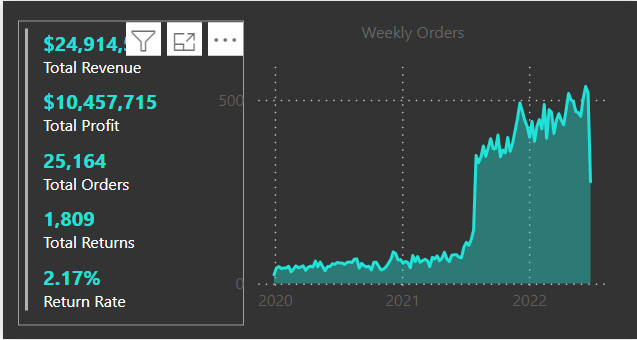 $24,914,
Total Revenue
$10,457,715
Total Profit
25,164
Total Orders
1,809
Total Returns
2.17%
Return Rate
Weekly Orders
500
0
2020
2021
2022